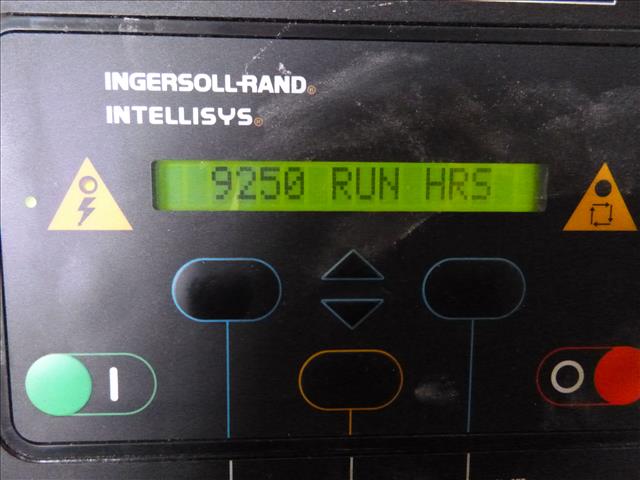 INGERSOLL-RAND®
INTELLISYS®
9250 RUN HRS
I
O